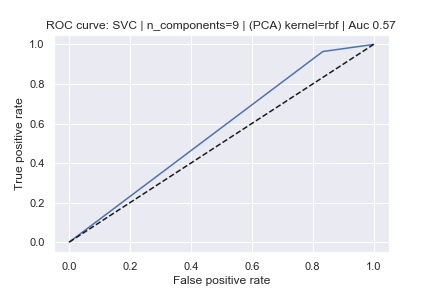 ROC curve: SVC | n_components=9 | (PCA) kernel=rbf | Auc 0.57
1.0
0.8
0.6
0.4
0.2
0.0
True positive rate
0.0 0.2 0.4 0.6 0.8 1.0
False positive rate